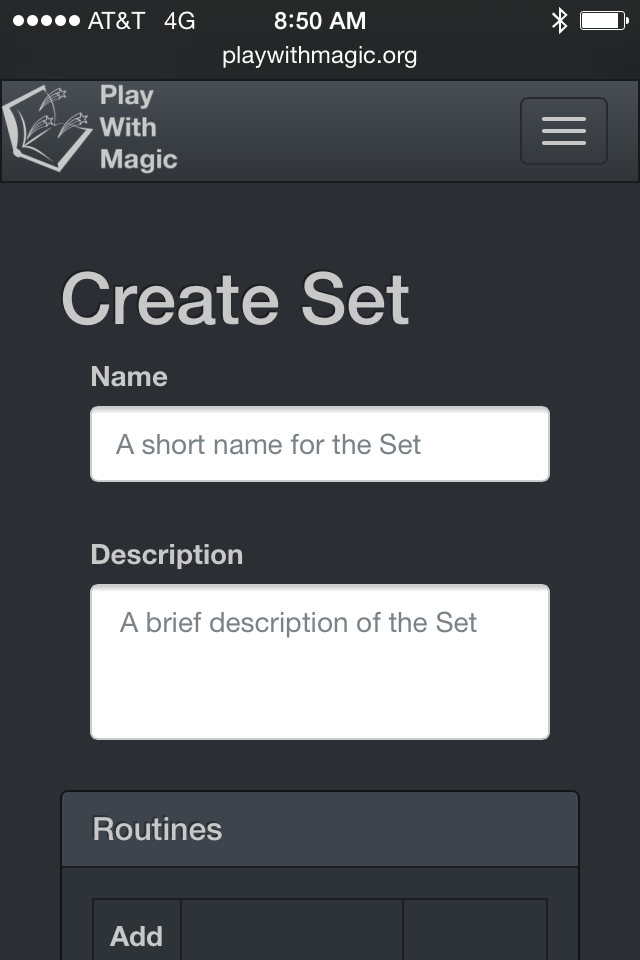 AT&T 4G 8:50 AM
playwithmagic.org
Play
With
Magic
Create Set
Name
A short name for the Set
Description
A brief description of the Set
Routines
Add